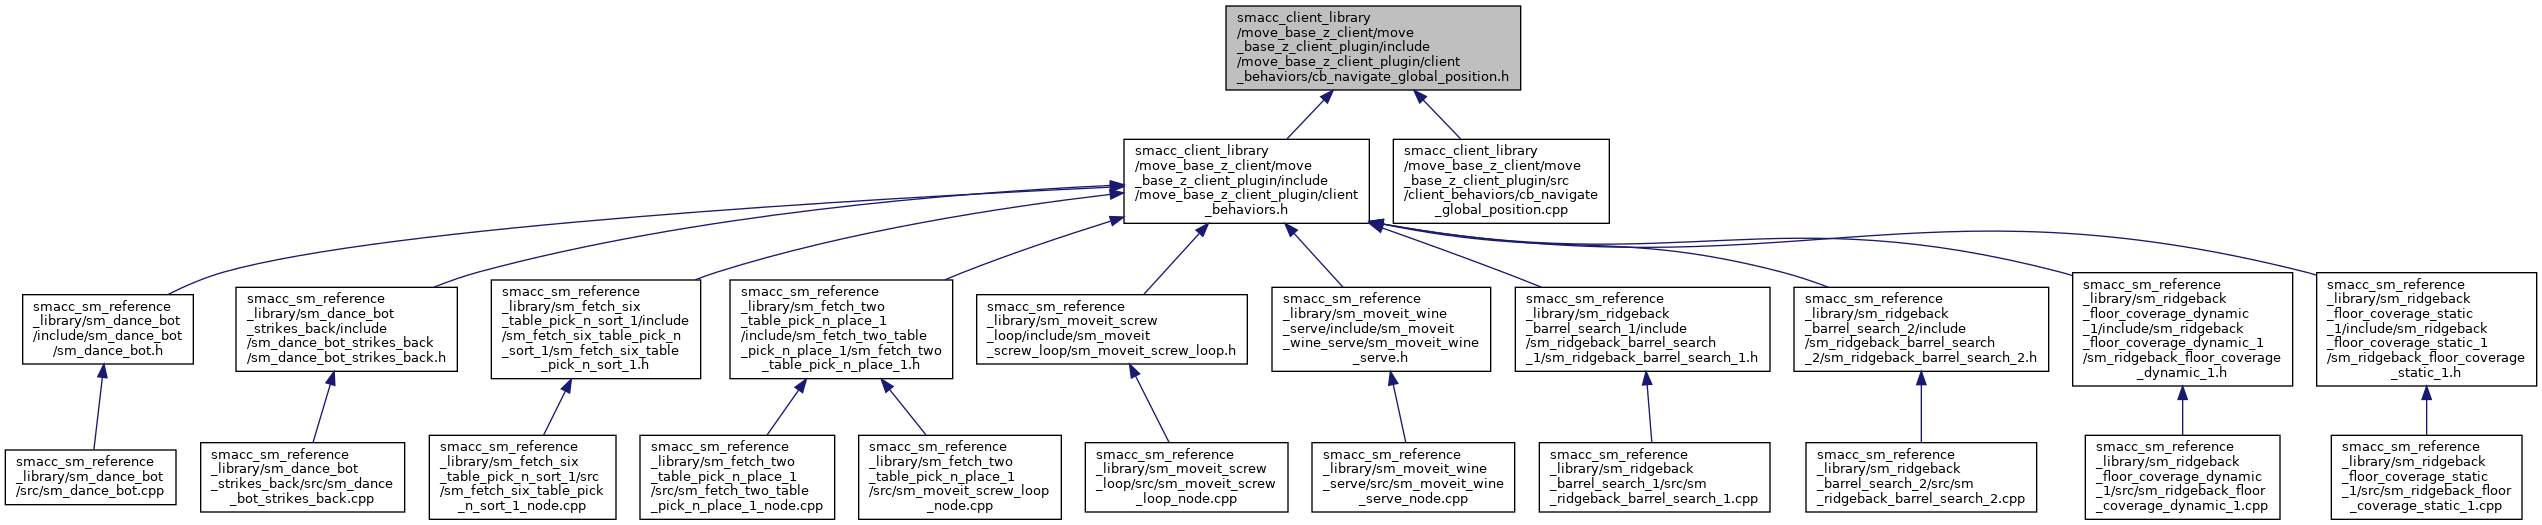 smacc_client_library
/move_base_z_client/move
_base_z_client_plugin/include
/move_base_z_client_plugin/client
_behaviors/cb_navigate_global_position.h
smacc_client_library
/move_base_z_client/move
_base_z_client_plugin/include
/move_base_z_client_plugin/client
_behaviors.h
smacc_client_library
/move_base_z_client/move
_base_z_client_plugin/src
/client_behaviors/cb_navigate
_global_position.cpp
smacc_sm_reference
_library/sm_dance_bot
/include/sm_dance_bot
/sm_dance_bot.h
smacc_sm_reference
_library/sm_dance_bot
_strikes_back/include
/sm_dance_bot_strikes_back
/sm_dance_bot_strikes_back.h
smacc_sm_reference
_library/sm_fetch_six
_table_pick_n_sort_1/include
/sm_fetch_six_table_pick_n
_sort_1/sm_fetch_six_table
_pick_n_sort_1.h
smacc_sm_reference
_library/sm_fetch_two
_table_pick_n_place_1
/include/sm_fetch_two_table
_pick_n_place_1/sm_fetch_two
_table_pick_n_place_1.h
smacc_sm_reference
_library/sm_moveit_screw
_loop/include/sm_moveit
_screw_loop/sm_moveit_screw_loop.h
smacc_sm_reference
_library/sm_moveit_wine
_serve/include/sm_moveit
_wine_serve/sm_moveit_wine
_serve.h
smacc_sm_reference
_library/sm_ridgeback
_barrel_search_1/include
/sm_ridgeback_barrel_search
_1/sm_ridgeback_barrel_search_1.h
smacc_sm_reference
_library/sm_ridgeback
_barrel_search_2/include
/sm_ridgeback_barrel_search
_2/sm_ridgeback_barrel_search_2.h
smacc_sm_reference
_library/sm_ridgeback
_floor_coverage_dynamic
_1/include/sm_ridgeback
_floor_coverage_dynamic_1
/sm_ridgeback_floor_coverage
_dynamic_1.h
smacc_sm_reference
_library/sm_ridgeback
_floor_coverage_static
_1/include/sm_ridgeback
_floor_coverage_static_1
/sm_ridgeback_floor_coverage
_static_1.h
smacc_sm_reference
_library/sm_dance_bot
/src/sm_dance_bot.cpp
smacc_sm_reference
_library/sm_dance_bot
_strikes_back/src/sm_dance
_bot_strikes_back.cpp
smacc_sm_reference
_library/sm_fetch_six
_table_pick_n_sort_1/src
/sm_fetch_six_table_pick
_n_sort_1_node.cpp
smacc_sm_reference
_library/sm_fetch_two
_table_pick_n_place_1
/src/sm_fetch_two_table
_pick_n_place_1_node.cpp
smacc_sm_reference
_library/sm_fetch_two
_table_pick_n_place_1
/src/sm_moveit_screw_loop
_node.cpp
smacc_sm_reference
_library/sm_moveit_screw
_loop/src/sm_moveit_screw
_loop_node.cpp
smacc_sm_reference
_library/sm_moveit_wine
_serve/src/sm_moveit_wine
_serve_node.cpp
smacc_sm_reference
_library/sm_ridgeback
_barrel_search_1/src/sm
_ridgeback_barrel_search_1.cpp
smacc_sm_reference
_library/sm_ridgeback
_barrel_search_2/src/sm
_ridgeback_barrel_search_2.cpp
smacc_sm_reference
_library/sm_ridgeback
_floor_coverage_dynamic
_1/src/sm_ridgeback_floor
_coverage_dynamic_1.cpp
smacc_sm_reference
_library/sm_ridgeback
_floor_coverage_static
_1/src/sm_ridgeback_floor
_coverage_static_1.cpp